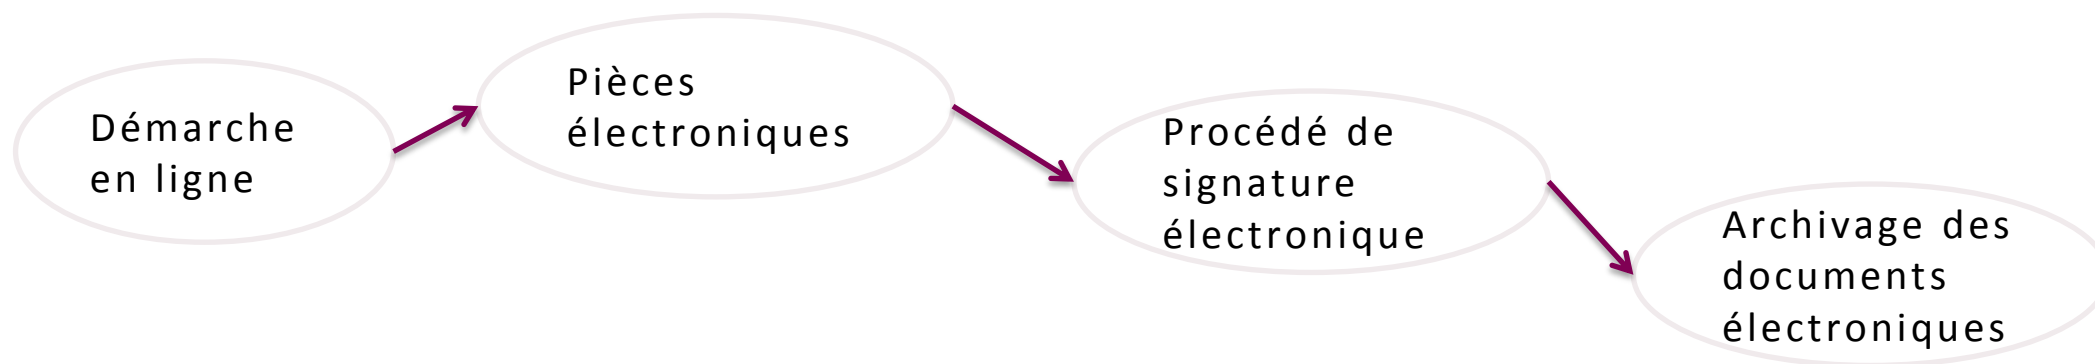 Démarche
en ligne
Pièces
électroniques
Procédé de
signature
électronique
Archivage des
documents
électroniques